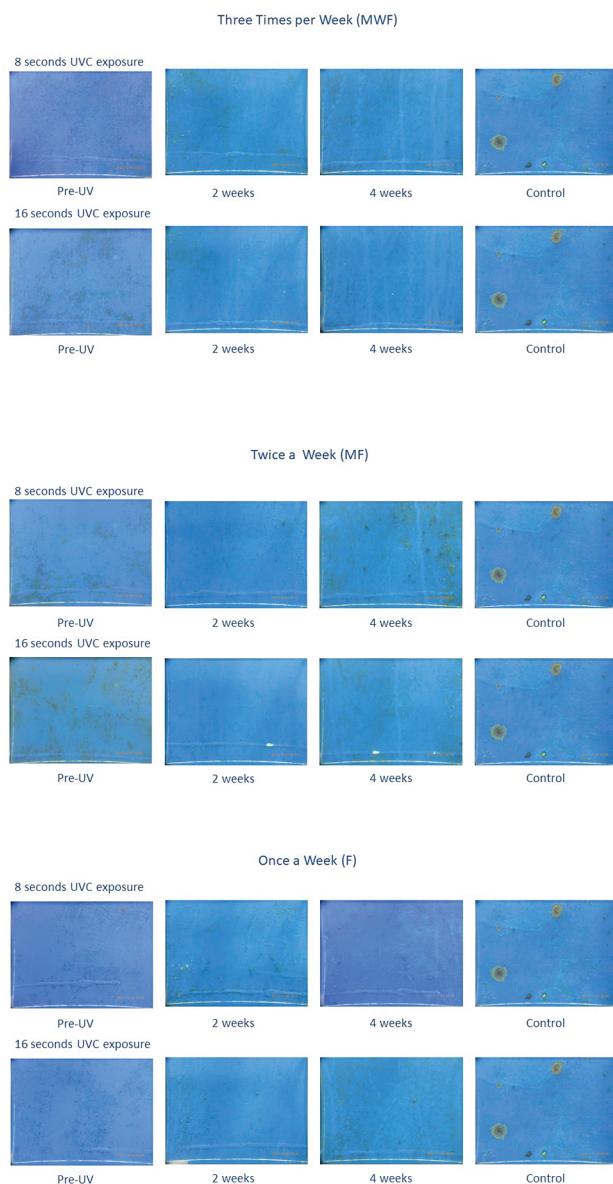 Three Times per Week (MWF)
8 seconds UVC exposure
Pre-UV
2 weeks
4 weeks
Control
16 seconds UVC exposure
Pre-UV
2 weeks
4 weeks
Control
Twice a Week (MF)
8 seconds UVC exposure
Pre-UV
2 weeks
4 weeks
Control
16 seconds UVC exposure
Pre-UV
2 weeks
4 weeks
Control
Once a Week (F)
8 seconds UVC exposure
Pre-UV
2 weeks
4 weeks
Control
16 seconds UVC exposure
Pre-UV
2 weeks
4 weeks
Control